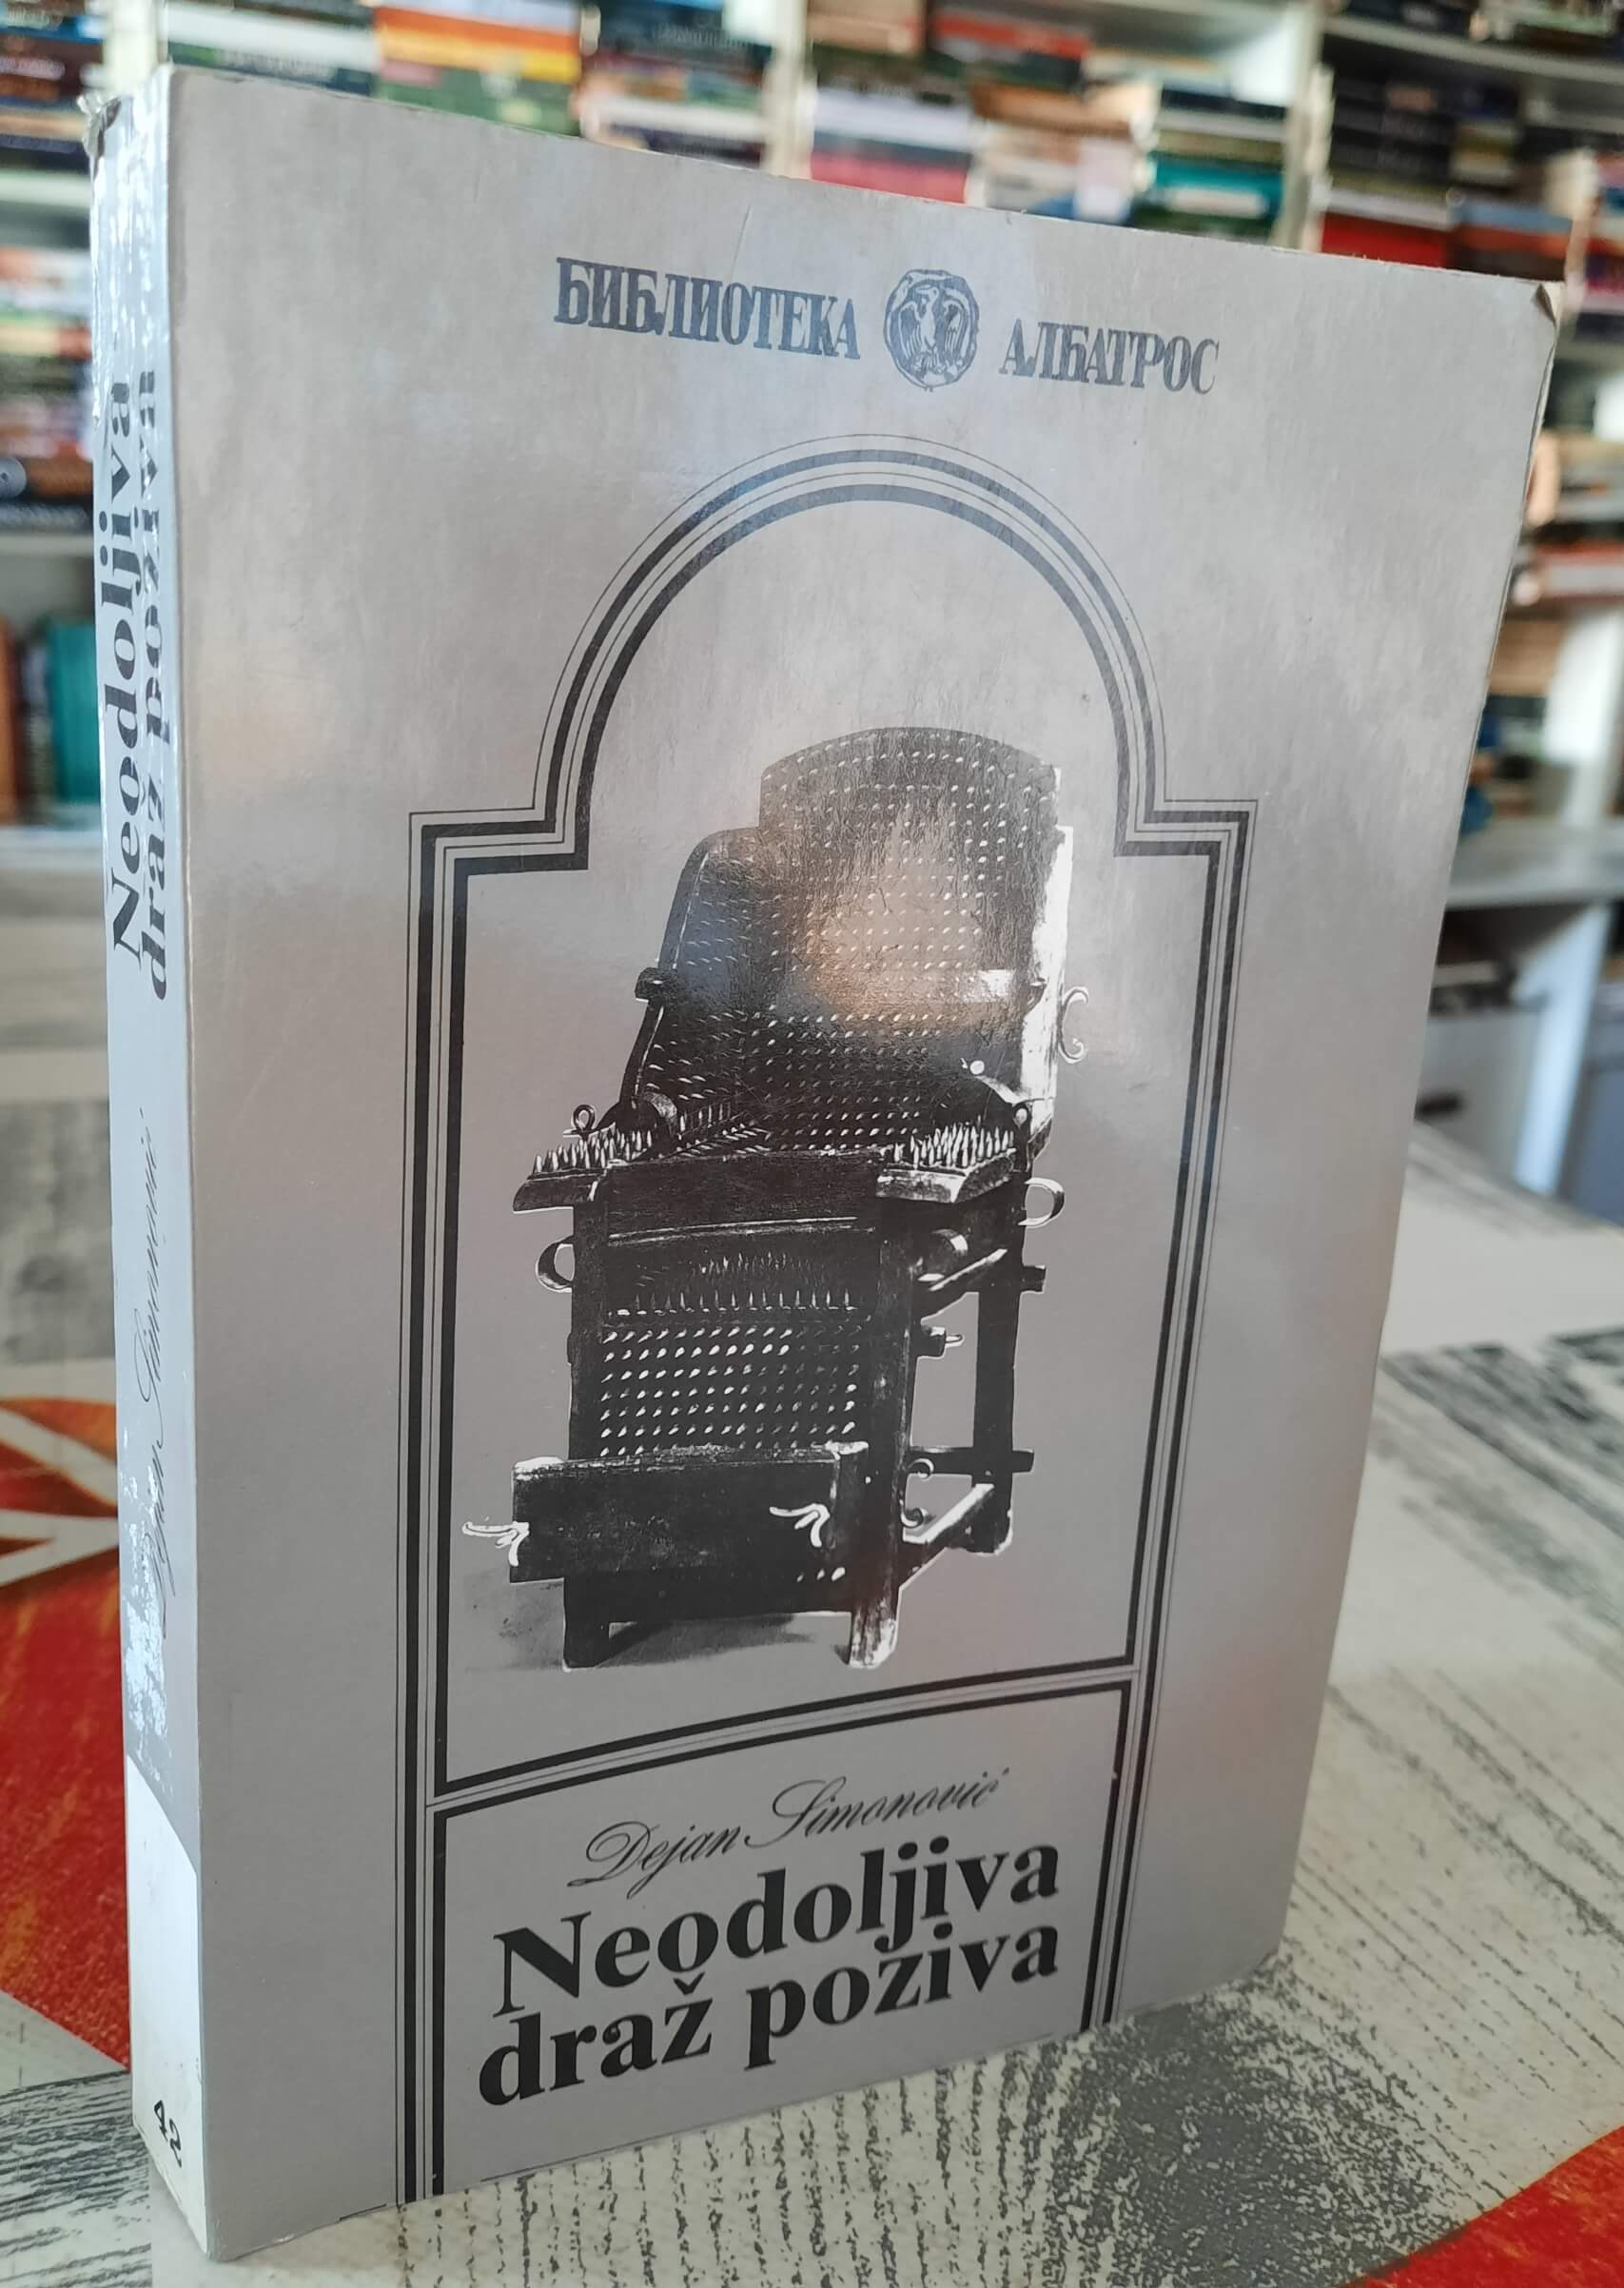 БИБЛИОТЕКА АЛБАТРОС
Dejan Simonović
Neodoljiva
draž poziva
Neodoljiva
draž poziva
Dejan Simonović
42